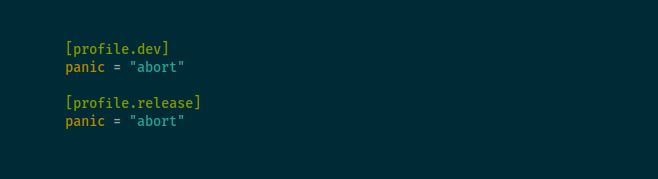 [profile.dev]
panic = "abort"
[profile.release]
panic = "abort"